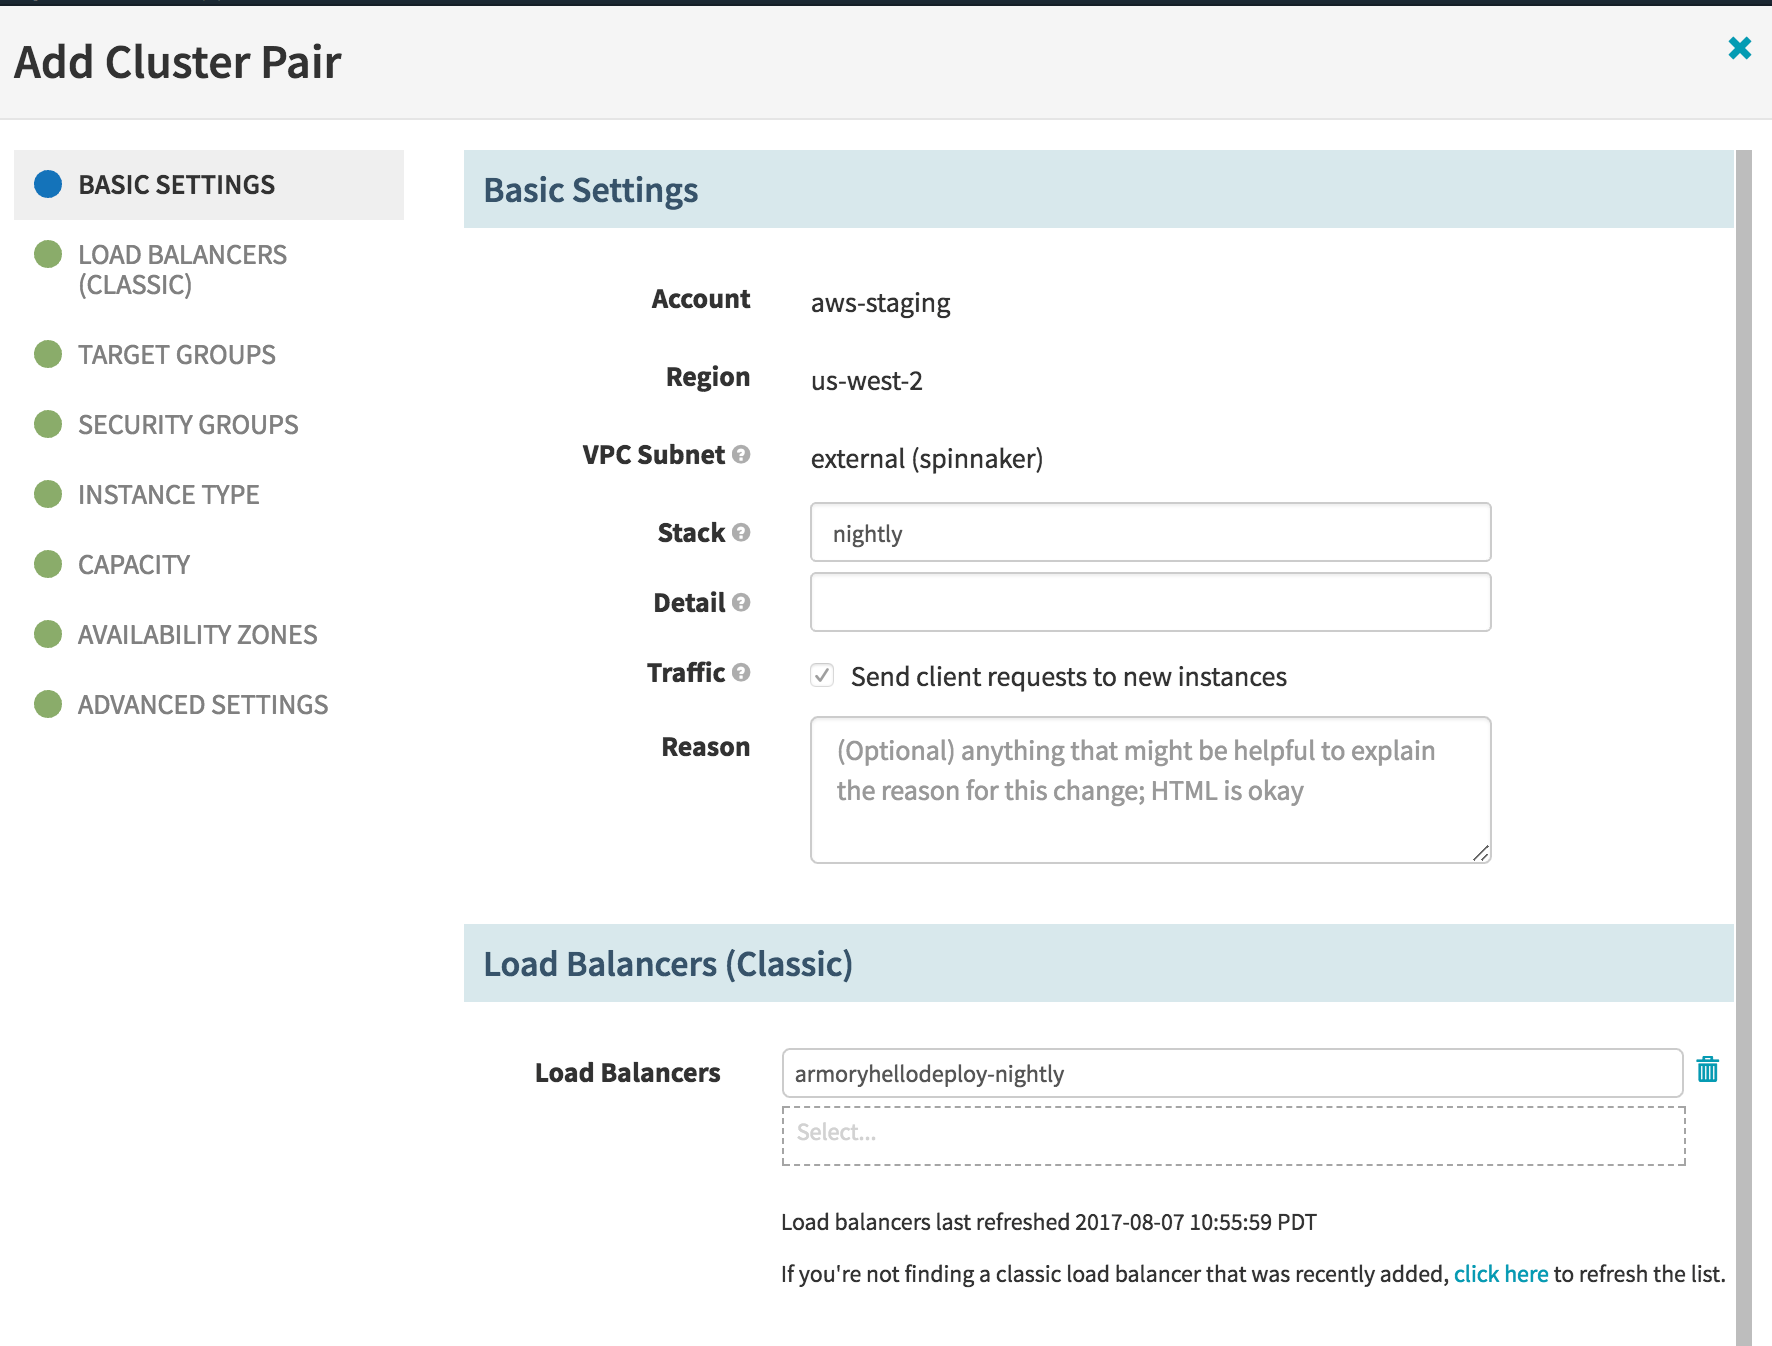 Add Cluster Pair
BASIC SETTINGS
LOAD BALANCERS
(CLASSIC)
TARGET GROUPS
SECURITY GROUPS
INSTANCE TYPE
CAPACITY
AVAILABILITY ZONES
ADVANCED SETTINGS
Basic Settings
Account aws-staging
Region us-west-2
VPC Subnet external (spinnaker)
Stack nightly
Detail
Traffic Send client requests to new instances
Reason (Optional) anything that might be helpful to explain
the reason for this change; HTML is okay
Load Balancers (Classic)
Load Balancers armoryhellodeploy-nightly
Select...
Load balancers last refreshed 2017-08-07 10:55:59 PDT
If you're not finding a classic load balancer that was recently added, click here to refresh the list.